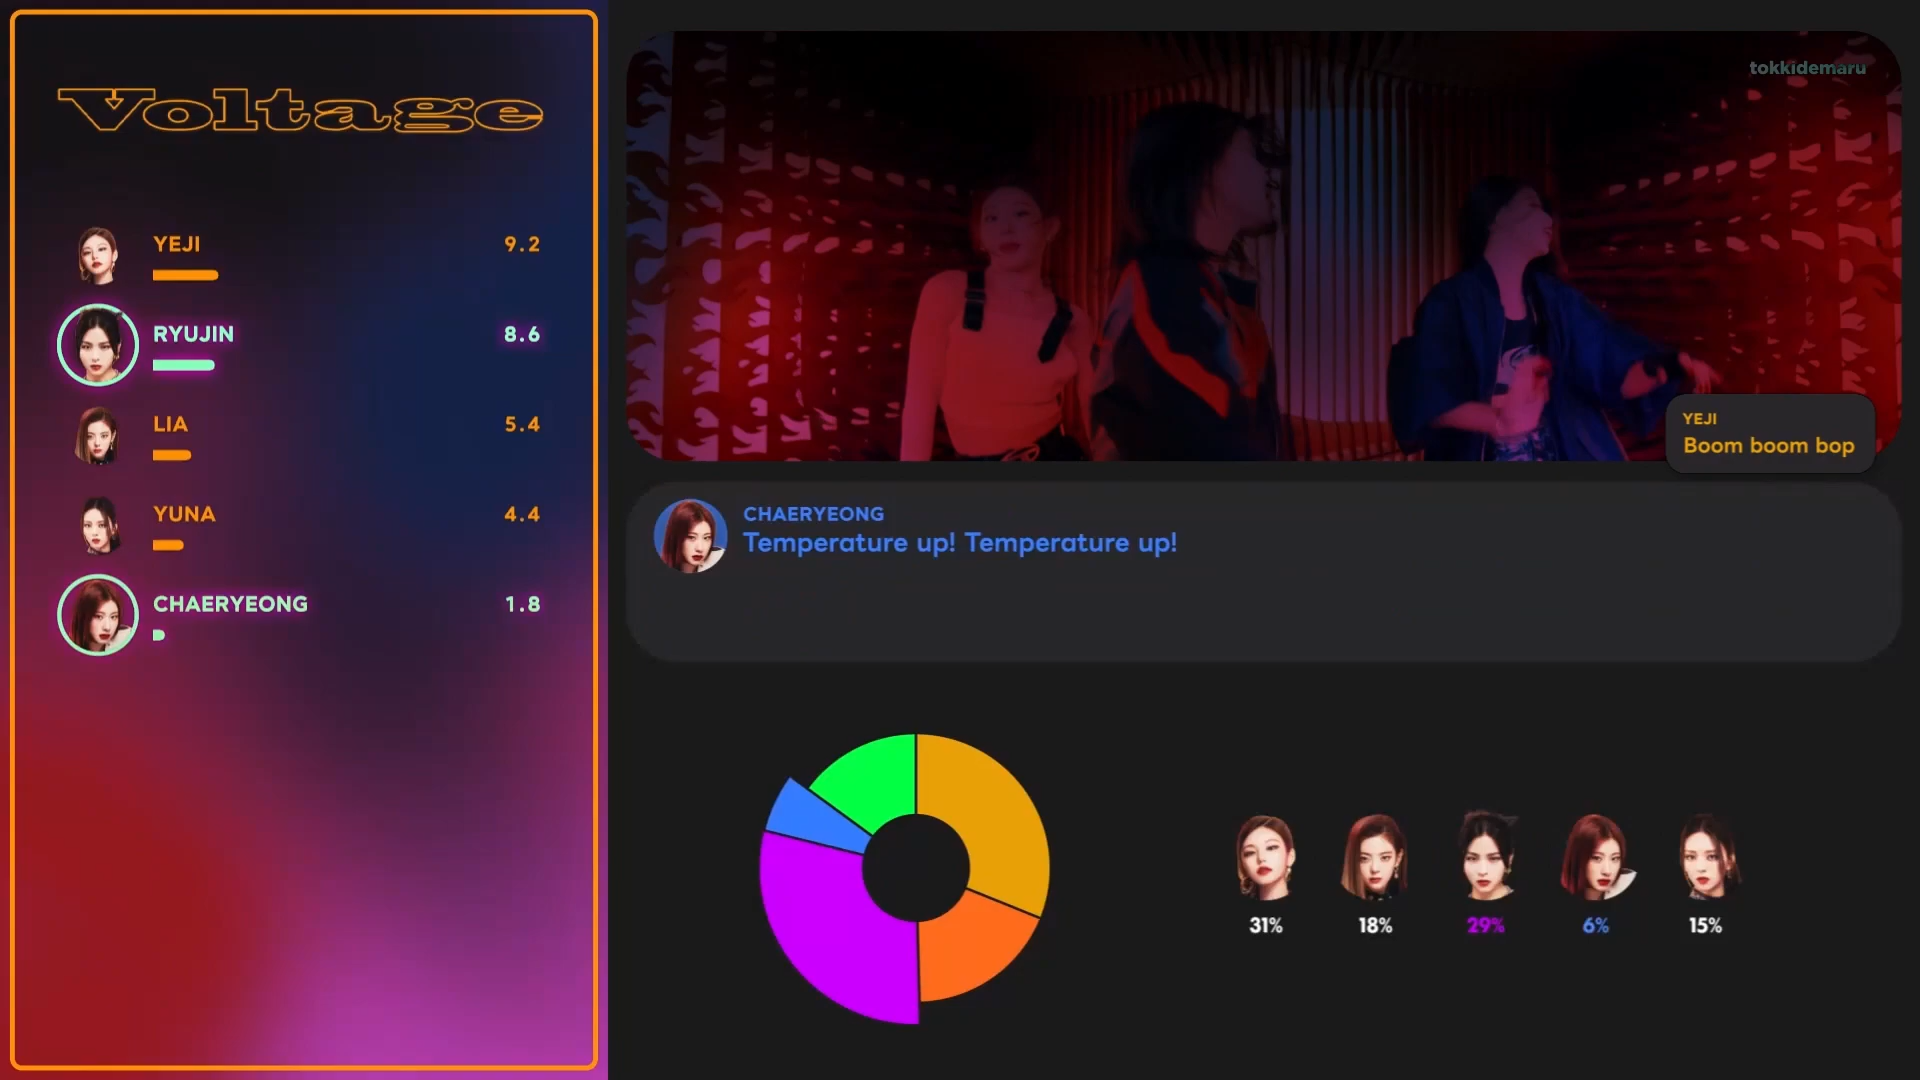 Voltage
YEJI 9.2
RYUJIN 8.6
LIA 5.4
YUNA 4.4
CHAERYEONG 1.8
tokkidemaru
YEJI
Boom boom bop
CHAERYEONG
Temperature up! Temperature up!
31% 18% 29% 6% 15%